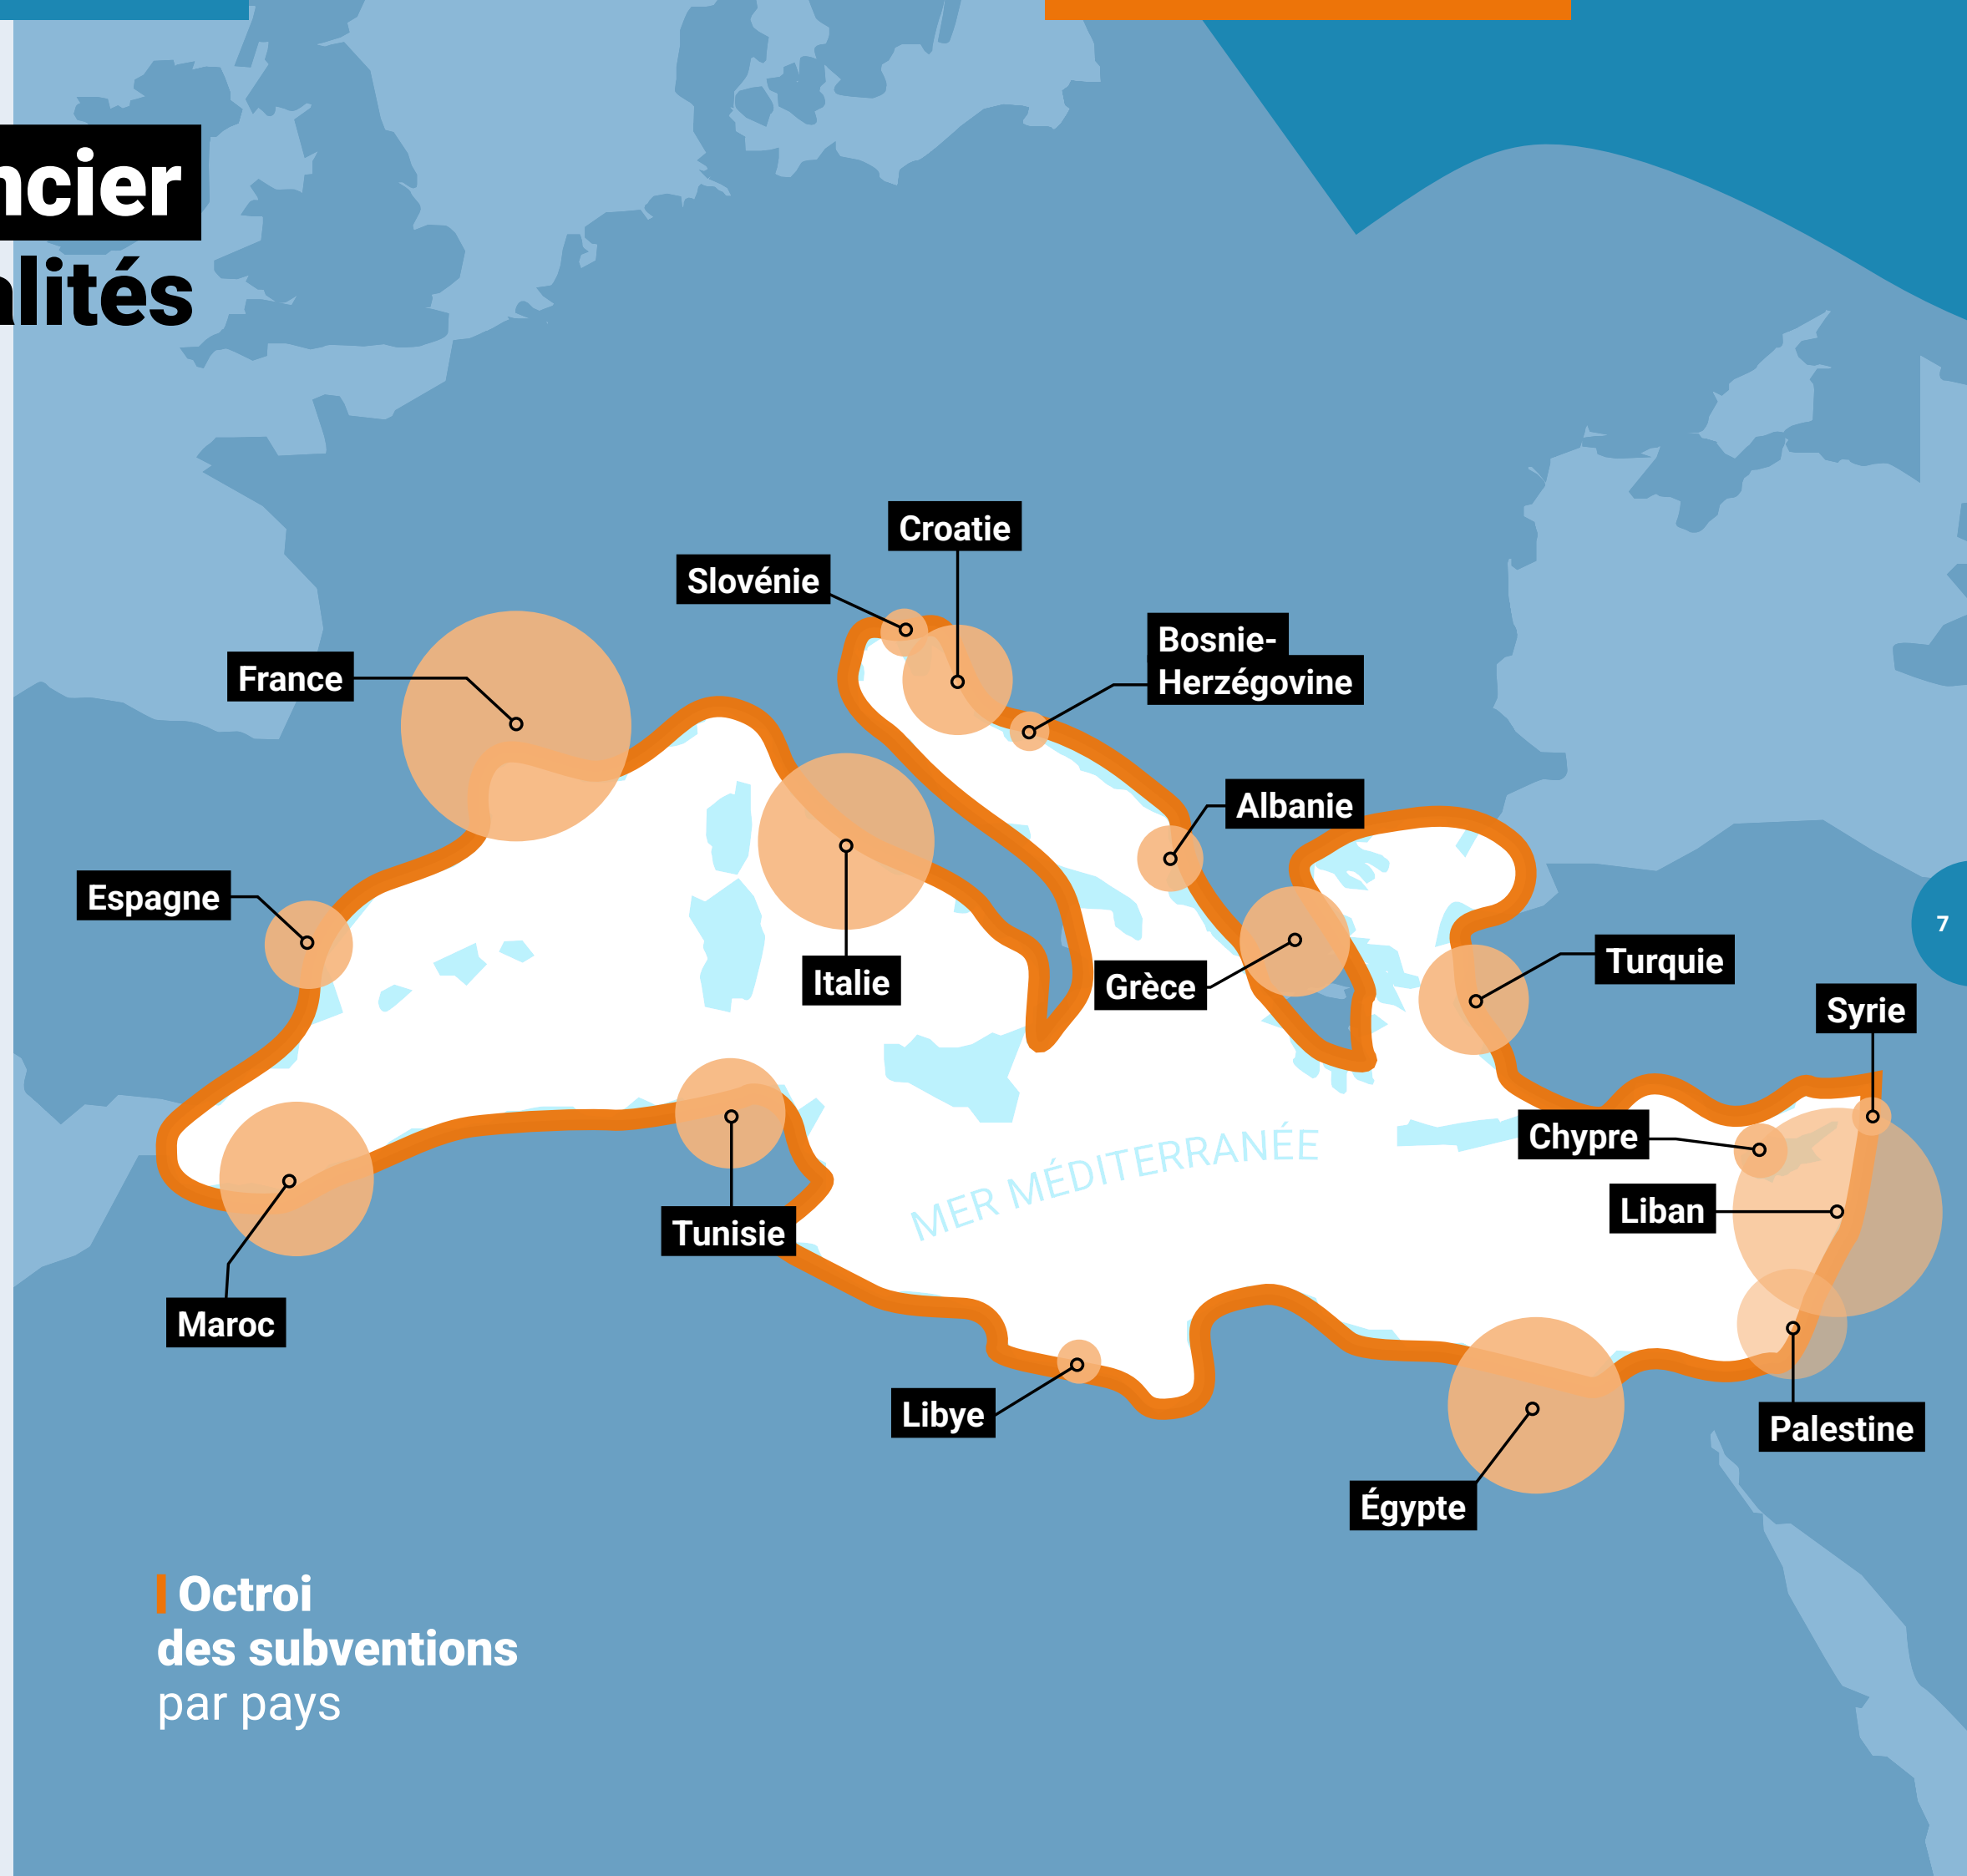 ncier
alités
Croatie
Slovénie
Bosnie-
Herzégovine
France
Albanie
Espagne
7
Turquie
Italie
Grèce
Syrie
Chypre
MER MÉDITERRANÉE
Liban
Tunisie
Maroc
Libye
Palestine
Égypte
Octroi
des subventions
par pays